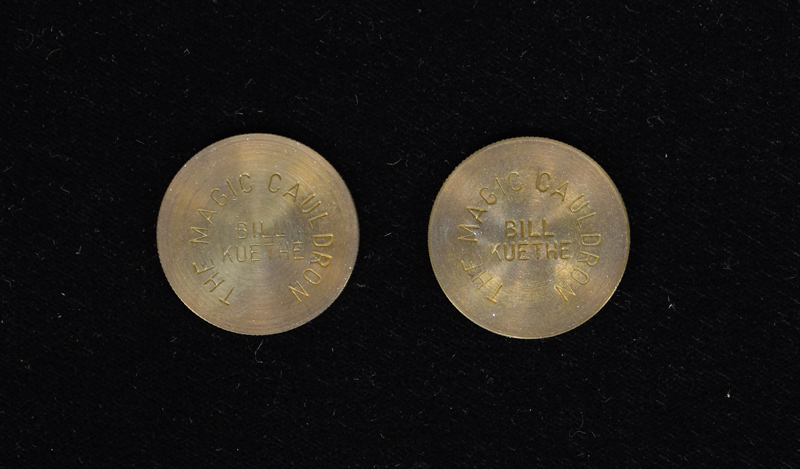 THE MAGIC CAULDRON
BILL
KUETHE
THE MAGIC CAULDRON
BILL
KUETHE